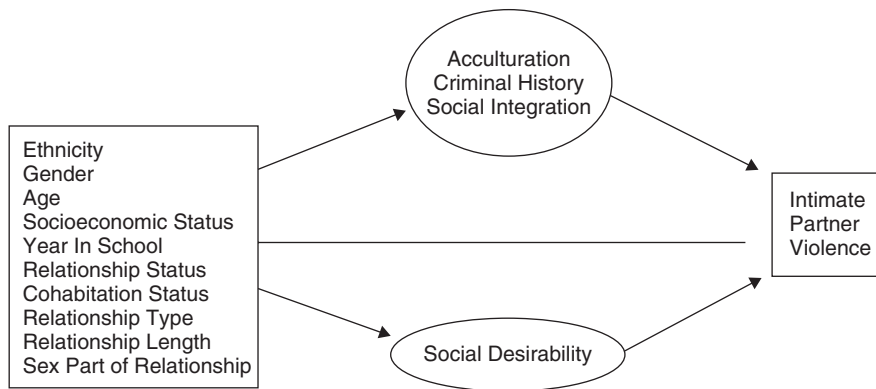 Acculturation
Criminal History
Social Integration
Ethnicity
Gender
Age
Socioeconomic Status
Year In School
Relationship Status
Cohabitation Status
Relationship Type
Relationship Length
Sex Part of Relationship
Intimate
Partner
Violence
Social Desirability